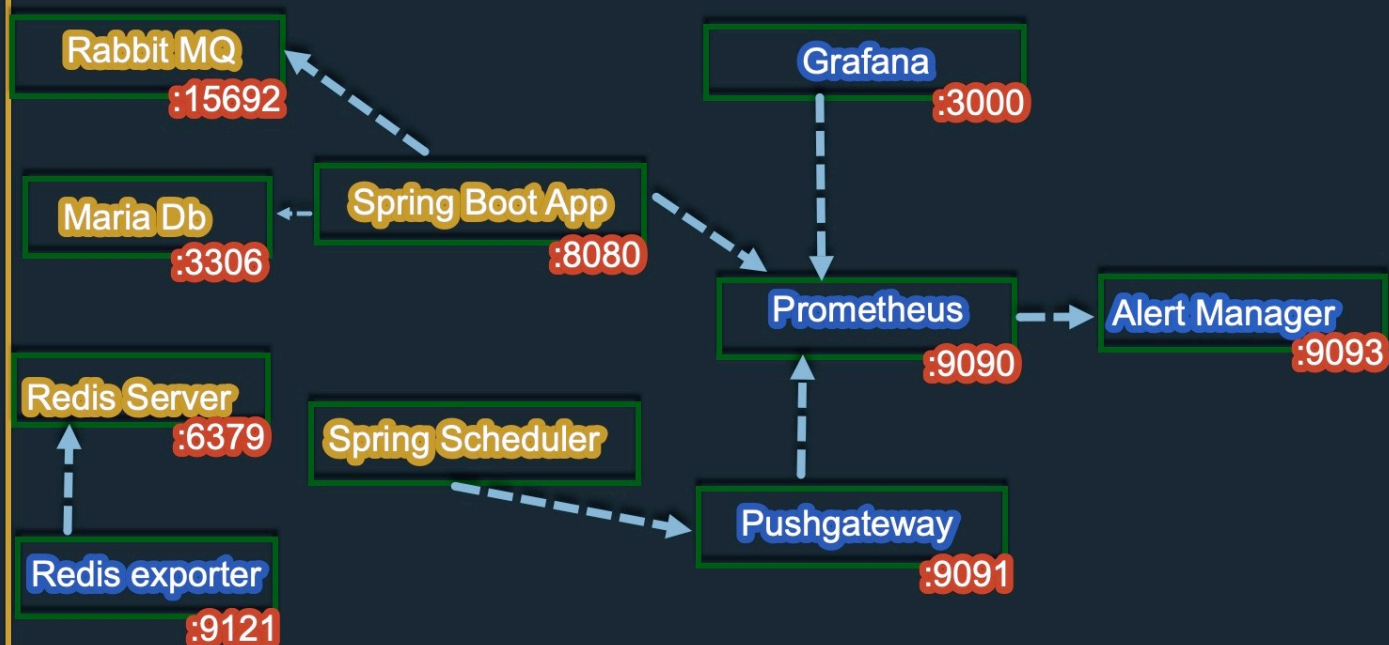 Rabbit MQ
:15692
Grafana
:3000
Maria Db
:3306
Spring Boot App
:8080
Prometheus
:9090
Alert Manager
:9093
Redis Server
:6379
Spring Scheduler
Pushgateway
:9091
Redis exporter
:9121